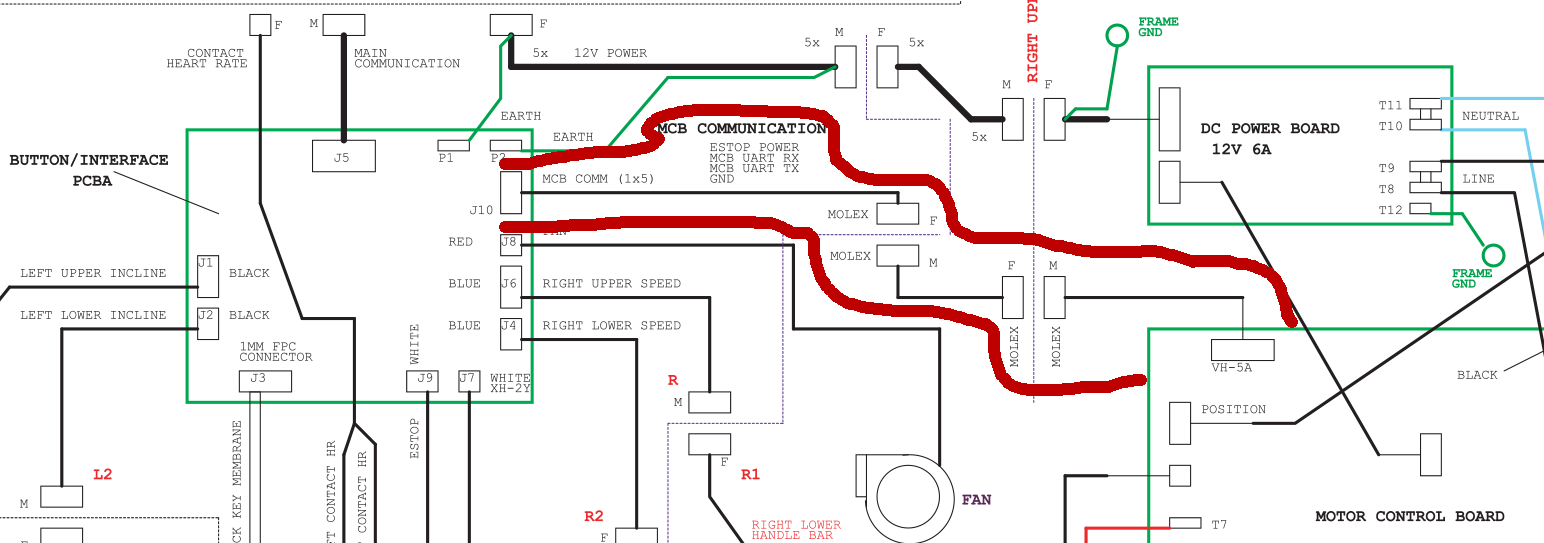 RIGHT UP
FRAME
GND
F
M
F
CONTACT
HEART RATE
MAIN
COMMUNICATION
5x
12V POWER
5x
M
F
5x
M
F
5x
T11
T10
NEUTRAL
DC POWER BOARD
12V 6A
T9
T8
LINE
T12
FRAME
GND
EARTH
EARTH
MCB COMMUNICATION
ESTOP POWER
MCB UART RX
MCB UART TX
GND
P1
J5
BUTTON/INTERFACE
PCBA
MCB COMM (1x5)
J10
MOLEX
F
RED
J8
MOLEX
M
J1
BLACK
LEFT UPPER INCLINE
BLUE
J6
RIGHT UPPER SPEED
F
M
LEFT LOWER INCLINE
J2
BLACK
BLUE
J4
RIGHT LOWER SPEED
WHITE
MOLEX
MOLEX
1MM FPC
CONNECTOR
J3
J9
J7
WHITE
XH-2Y
VH-5A
BLACK
R
M
POSITION
ESTOP
F
R1
L2
M
CK KEY MEMBRANE
FT CONTACT HR
CONTACT HR
R2
F
FAN
RIGHT LOWER
HANDLE BAR
T7
MOTOR CONTROL BOARD